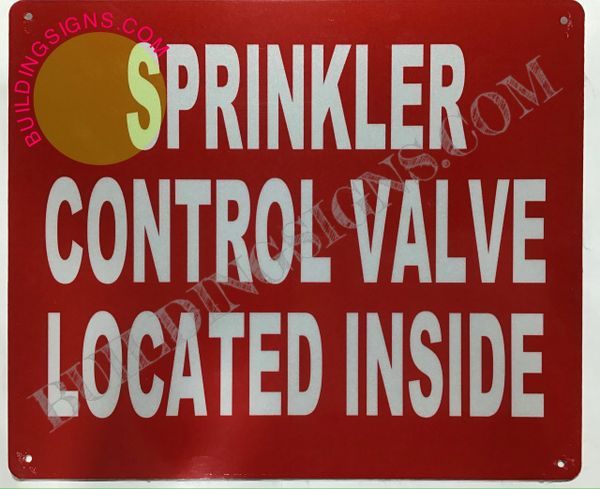 BUILDINGSIGNS.COM
SPRINKLER
CONTROL VALVE
LOCATED INSIDE
BUILDINGSIGNS.COM